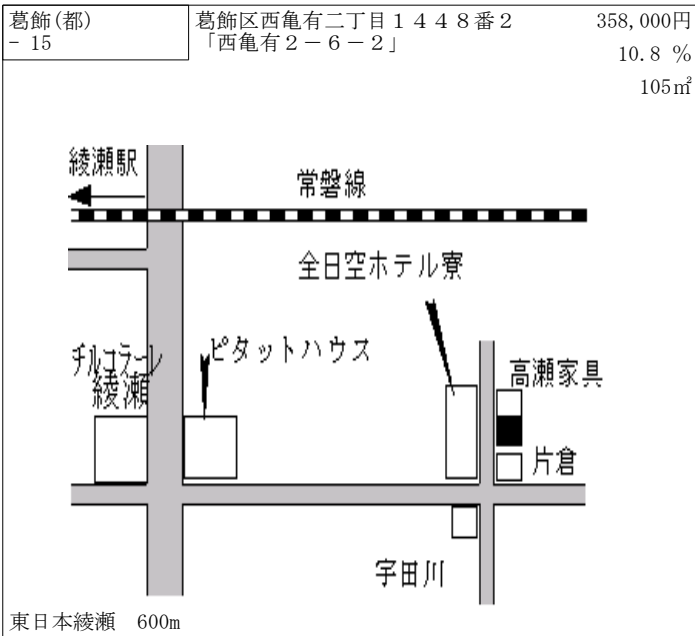 葛飾(都)
- 15
葛飾区西亀有二丁目１４４８番２
「西亀有２－６－２」
358,000円
10.8 %
105㎡
綾瀬駅
常磐線
全日空ホテル寮
チルコラーレ
綾瀬
ピタットハウス
高瀬家具
片倉
宇田川
東日本綾瀬　600m